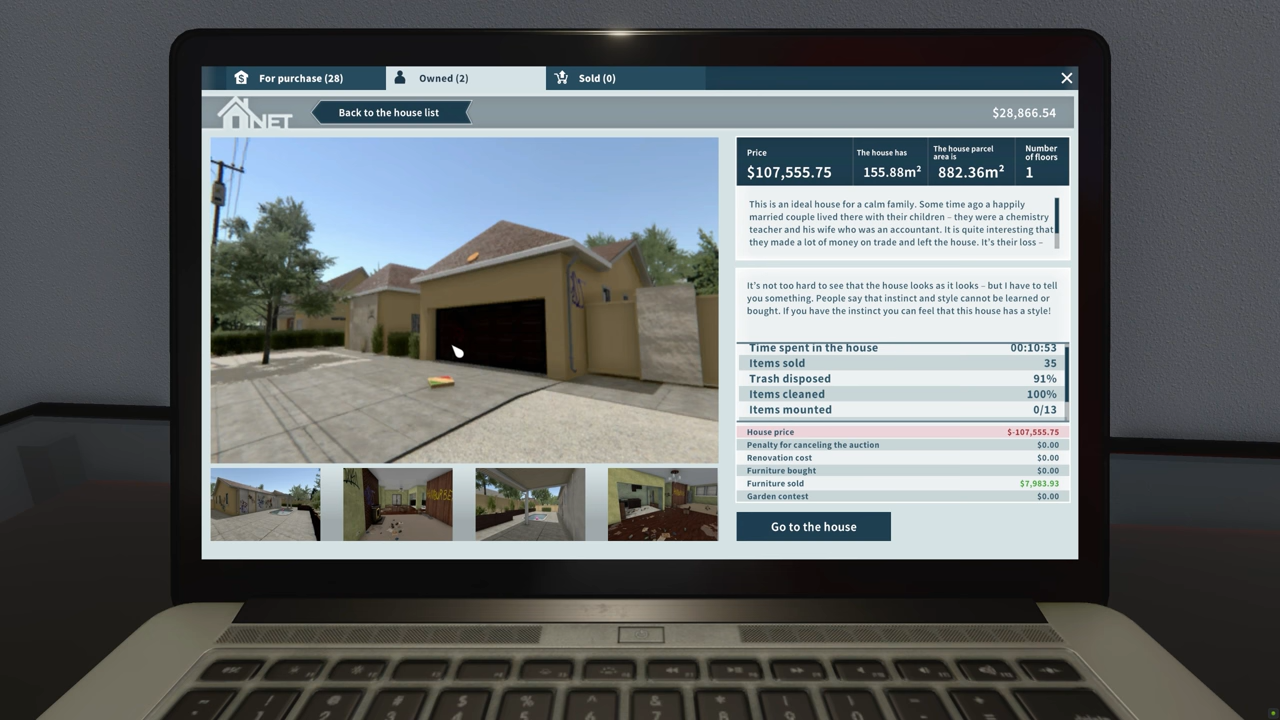 For purchase (28)
Owned (2)
Sold (0)
NET
Back to the house list
$28,866.54
Price
$107,555.75
The house has
155.88m²
The house parcel
area is
882.36m²
Number
of floors
1
This is an ideal house for a calm family. Some time ago a happily
married couple lived there with their children – they were a chemistry
teacher and his wife who was an accountant. It is quite interesting that
they made a lot of money on trade and left the house. It's their loss –
It's not too hard to see that the house looks as it looks – but I have to tell
you something. People say that instinct and style cannot be learned or
bought. If you have the instinct you can feel that this house has a style!
Time spent in the house 00:10:53
Items sold 35
Trash disposed 91%
Items cleaned 100%
Items mounted 0/13
House price $-107,555.75
Penalty for canceling the auction $0.00
Renovation cost $0.00
Furniture bought $0.00
Furniture sold $7,983.93
Garden contest $0.00
Go to the house